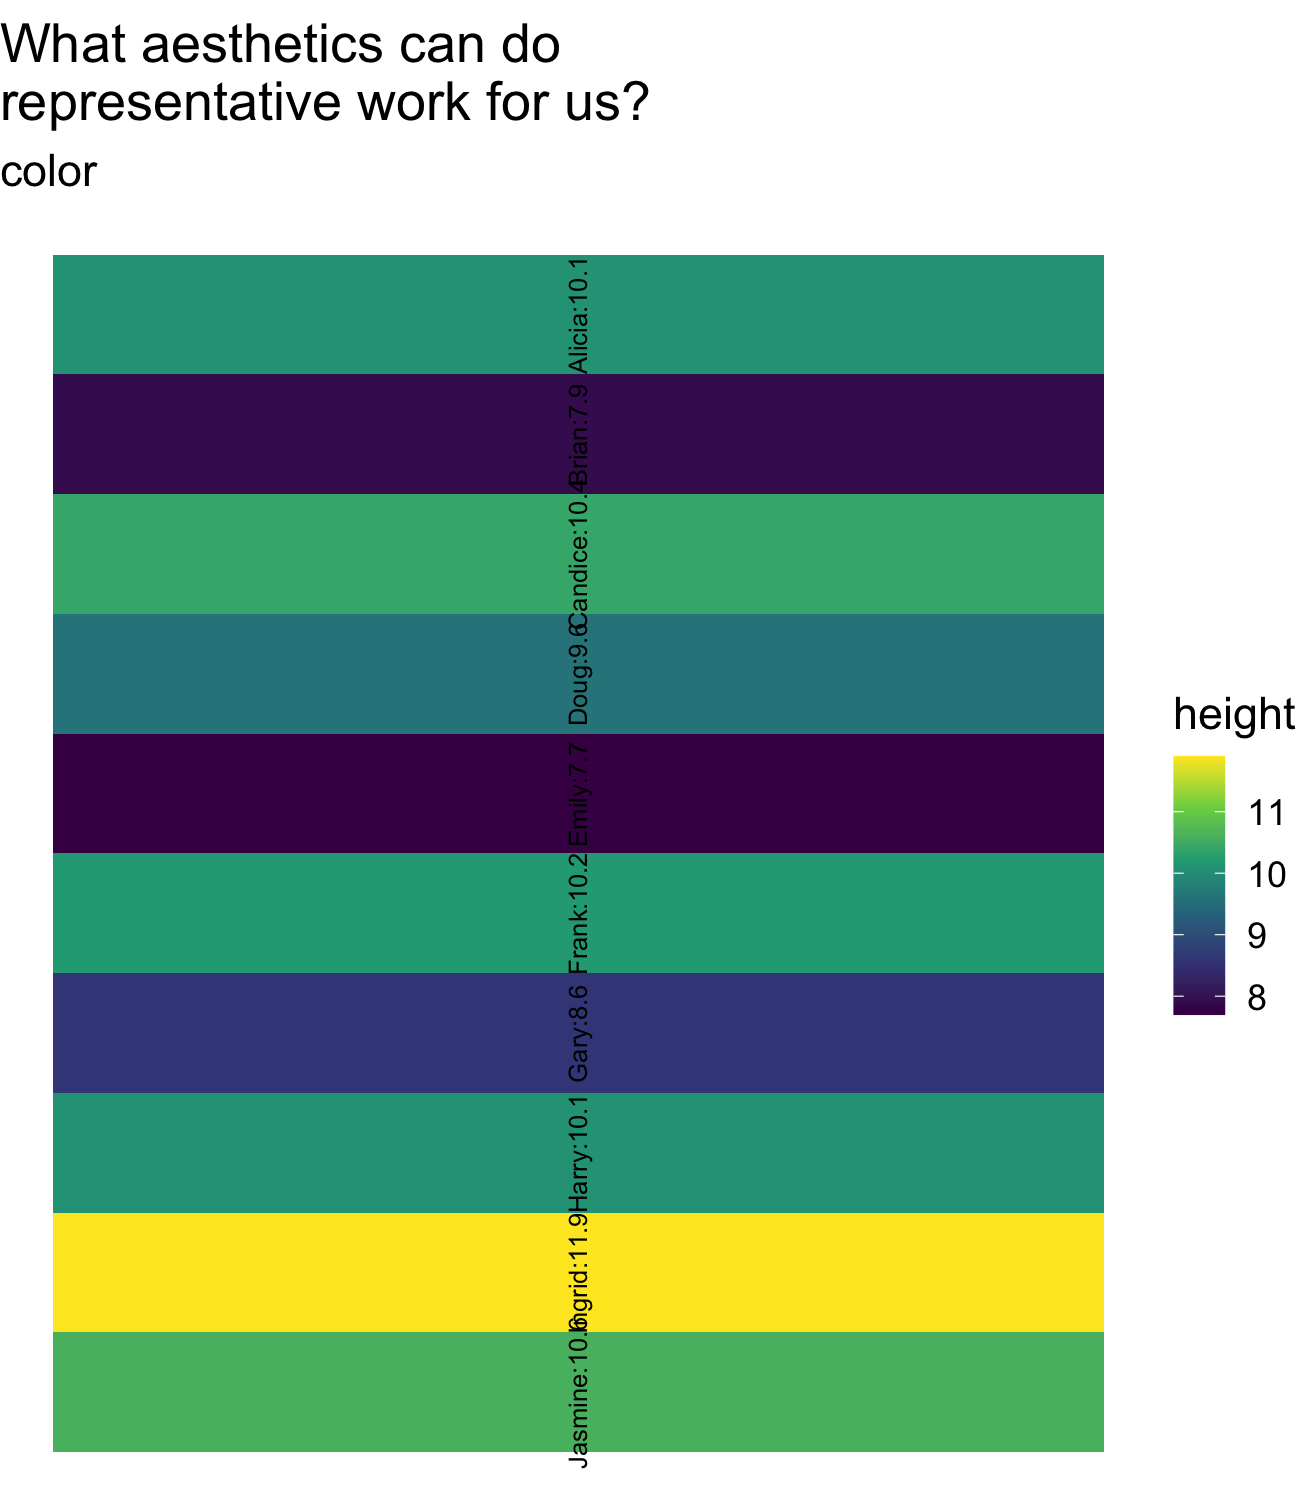 What aesthetics can do
representative work for us?
color
Alicia:10.1
Brian:7.9
Candice:10.4
Doug:9.6
Emily:7.7
Frank:10.2
Gary:8.6
Harry:10.1
Ingrid:11.9
Jasmine:10.6
height
11
10
9
8